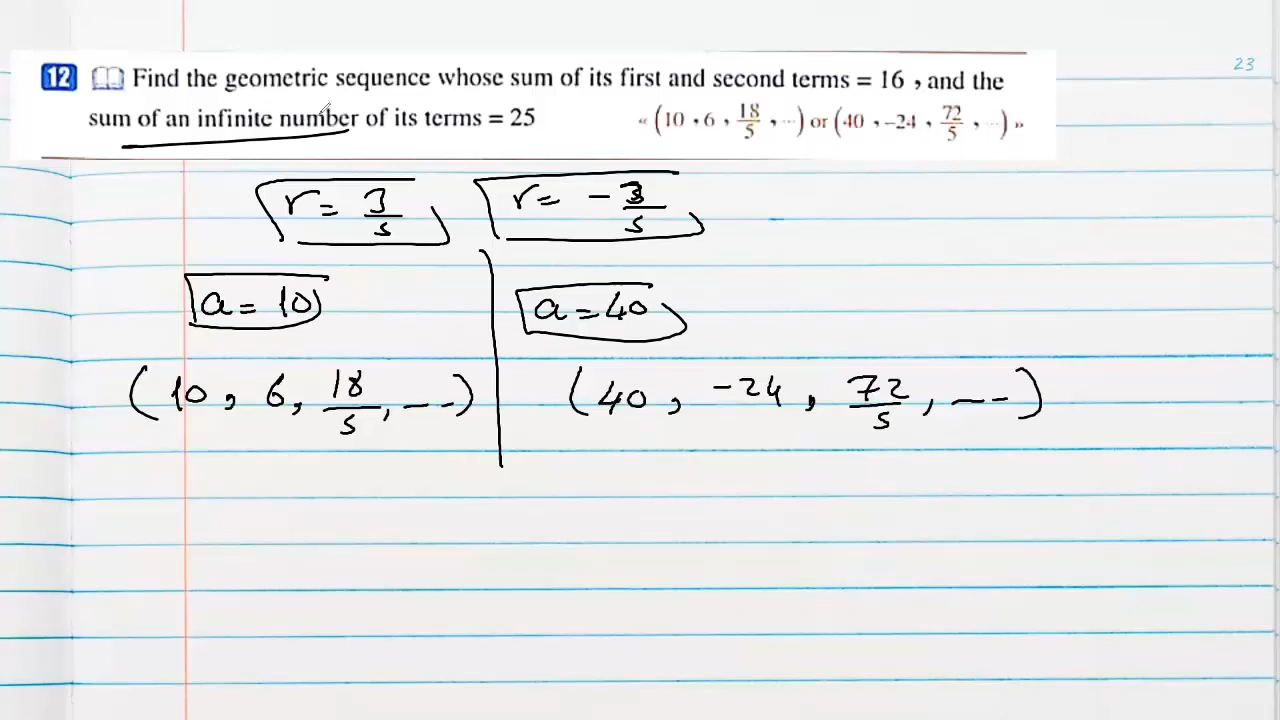 23
12 Find the geometric sequence whose sum of its first and second terms = 16 , and the
sum of an infinite number of its terms = 25 « (10 , 6 , 18/5 , ...) or (40 , -24 , 72/5 , ...) »
r = 3/5 r = -3/5
a = 10 a = 40
(10 , 6 , 18/5 , ---) (40 , -24 , 72/5 , ---)